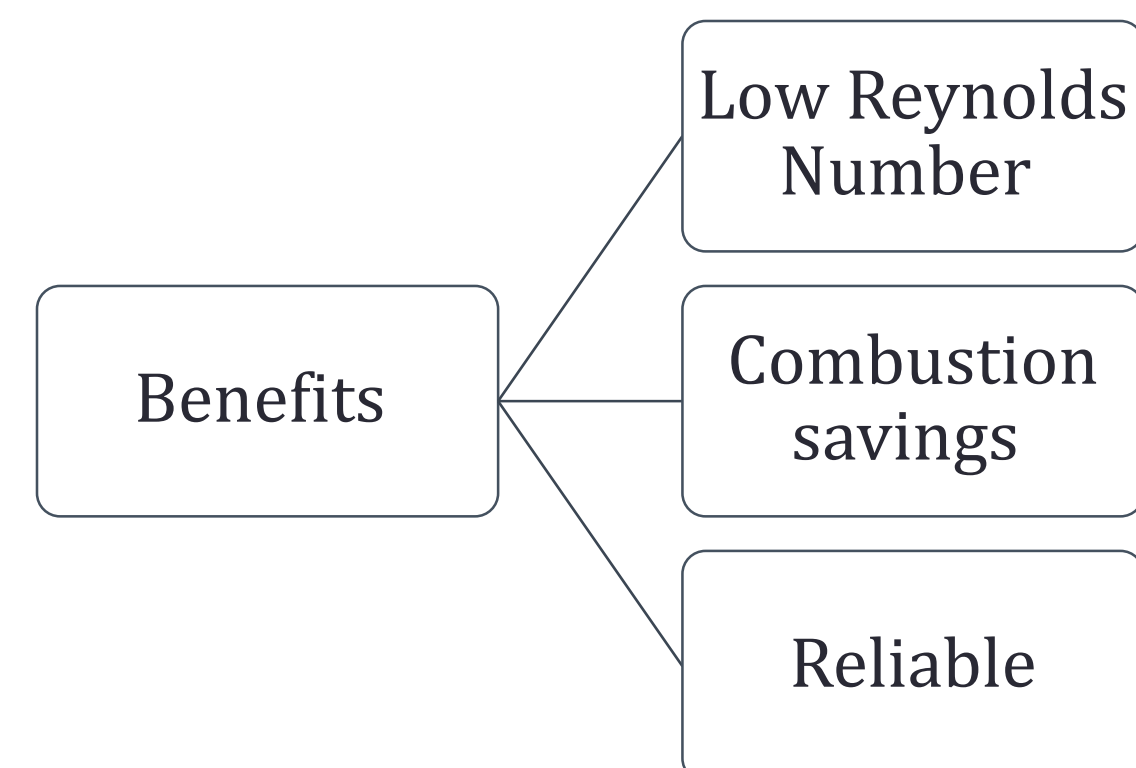 Low Reynolds
Number
Benefits
Combustion
savings
Reliable